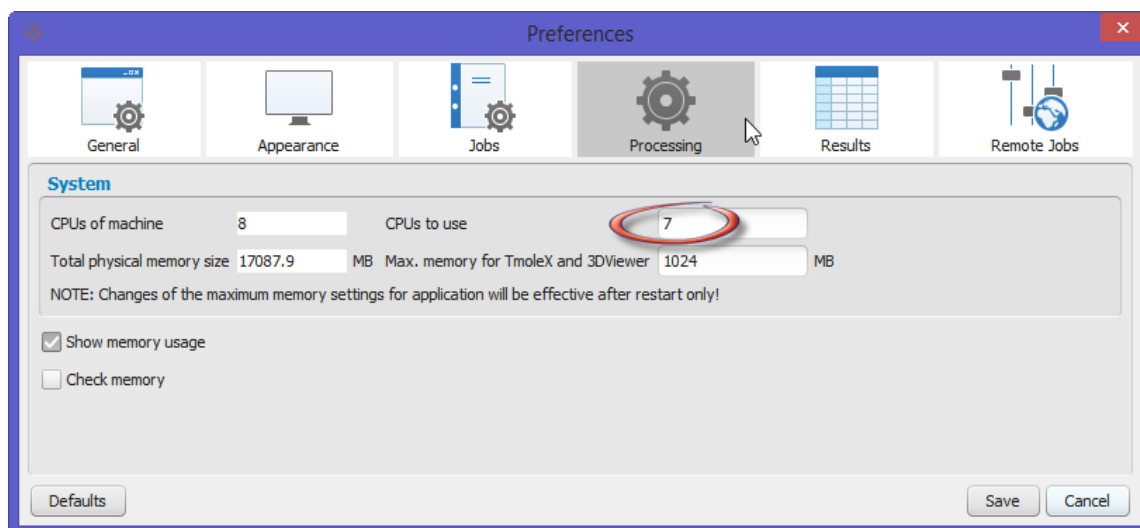 Preferences
General Appearance Jobs Processing Results Remote Jobs
System
CPUs of machine 8 CPUs to use 7
Total physical memory size 17087.9 MB Max. memory for TmoleX and 3DViewer 1024 MB
NOTE: Changes of the maximum memory settings for application will be effective after restart only!
Show memory usage
Check memory
Defaults Save Cancel